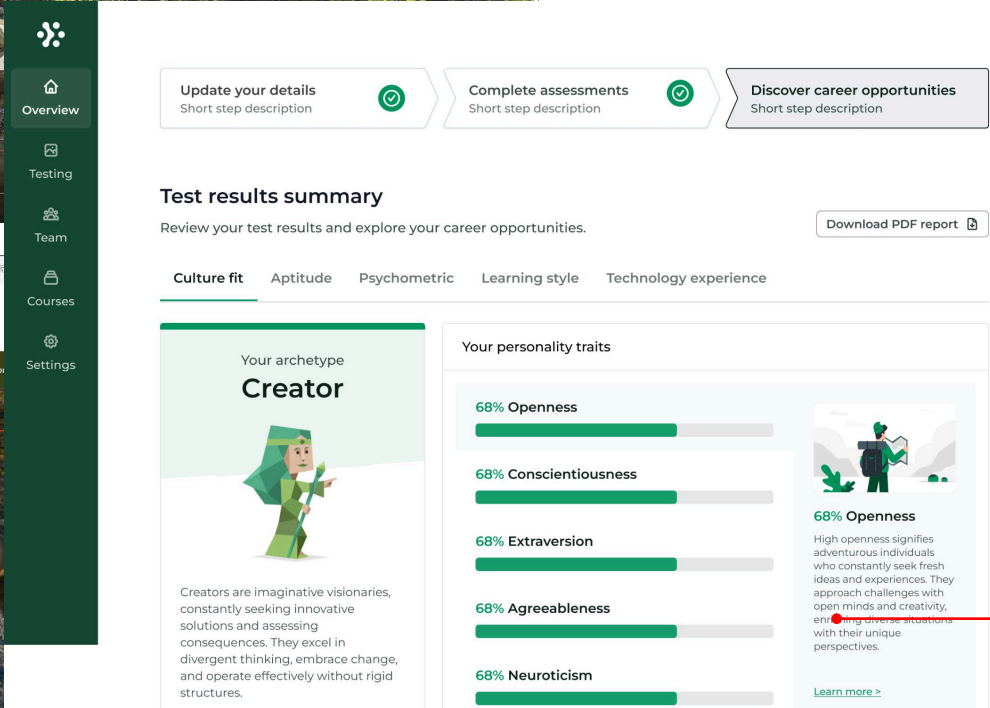 Overview
Testing
Team
Courses
Settings
Update your details
Short step description
Complete assessments
Short step description
Discover career opportunities
Short step description
Test results summary
Review your test results and explore your career opportunities.
Download PDF report
Culture fit
Aptitude
Psychometric
Learning style
Technology experience
Your archetype
Creator
Creators are imaginative visionaries,
constantly seeking innovative
solutions and assessing
consequences. They excel in
divergent thinking, embrace change,
and operate effectively without rigid
structures.
Your personality traits
68% Openness
68% Conscientiousness
68% Extraversion
68% Agreeableness
68% Neuroticism
68% Openness
High openness signifies
adventurous individuals
who constantly seek fresh
ideas and experiences. They
approach challenges with
open minds and creativity,
enriching diverse situations
with their unique
perspectives.
Learn more >